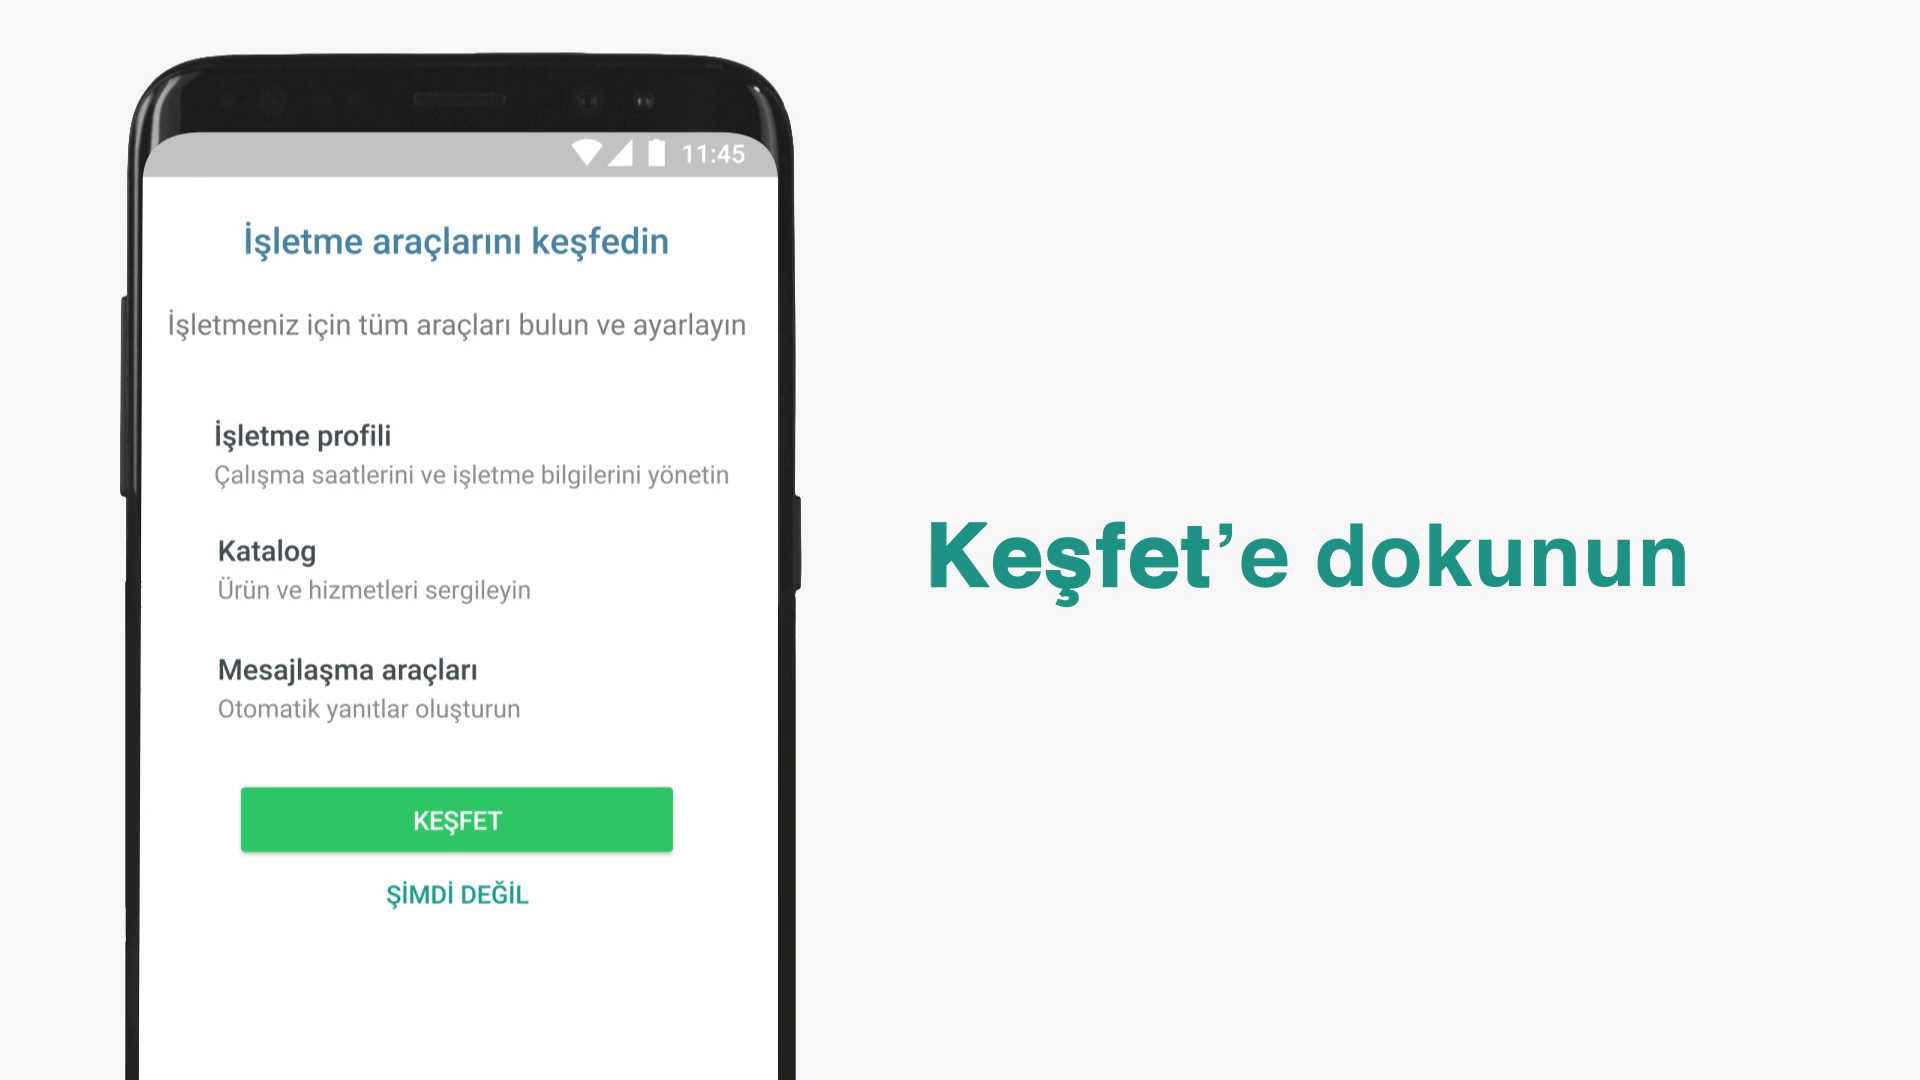 11:45
İşletme araçlarını keşfedin
İşletmeniz için tüm araçları bulun ve ayarlayın
İşletme profili
Çalışma saatlerini ve işletme bilgilerini yönetin
Katalog
Ürün ve hizmetleri sergileyin
Mesajlaşma araçları
Otomatik yanıtlar oluşturun
KEŞFET
ŞİMDİ DEĞİL
Keşfet’e dokunun